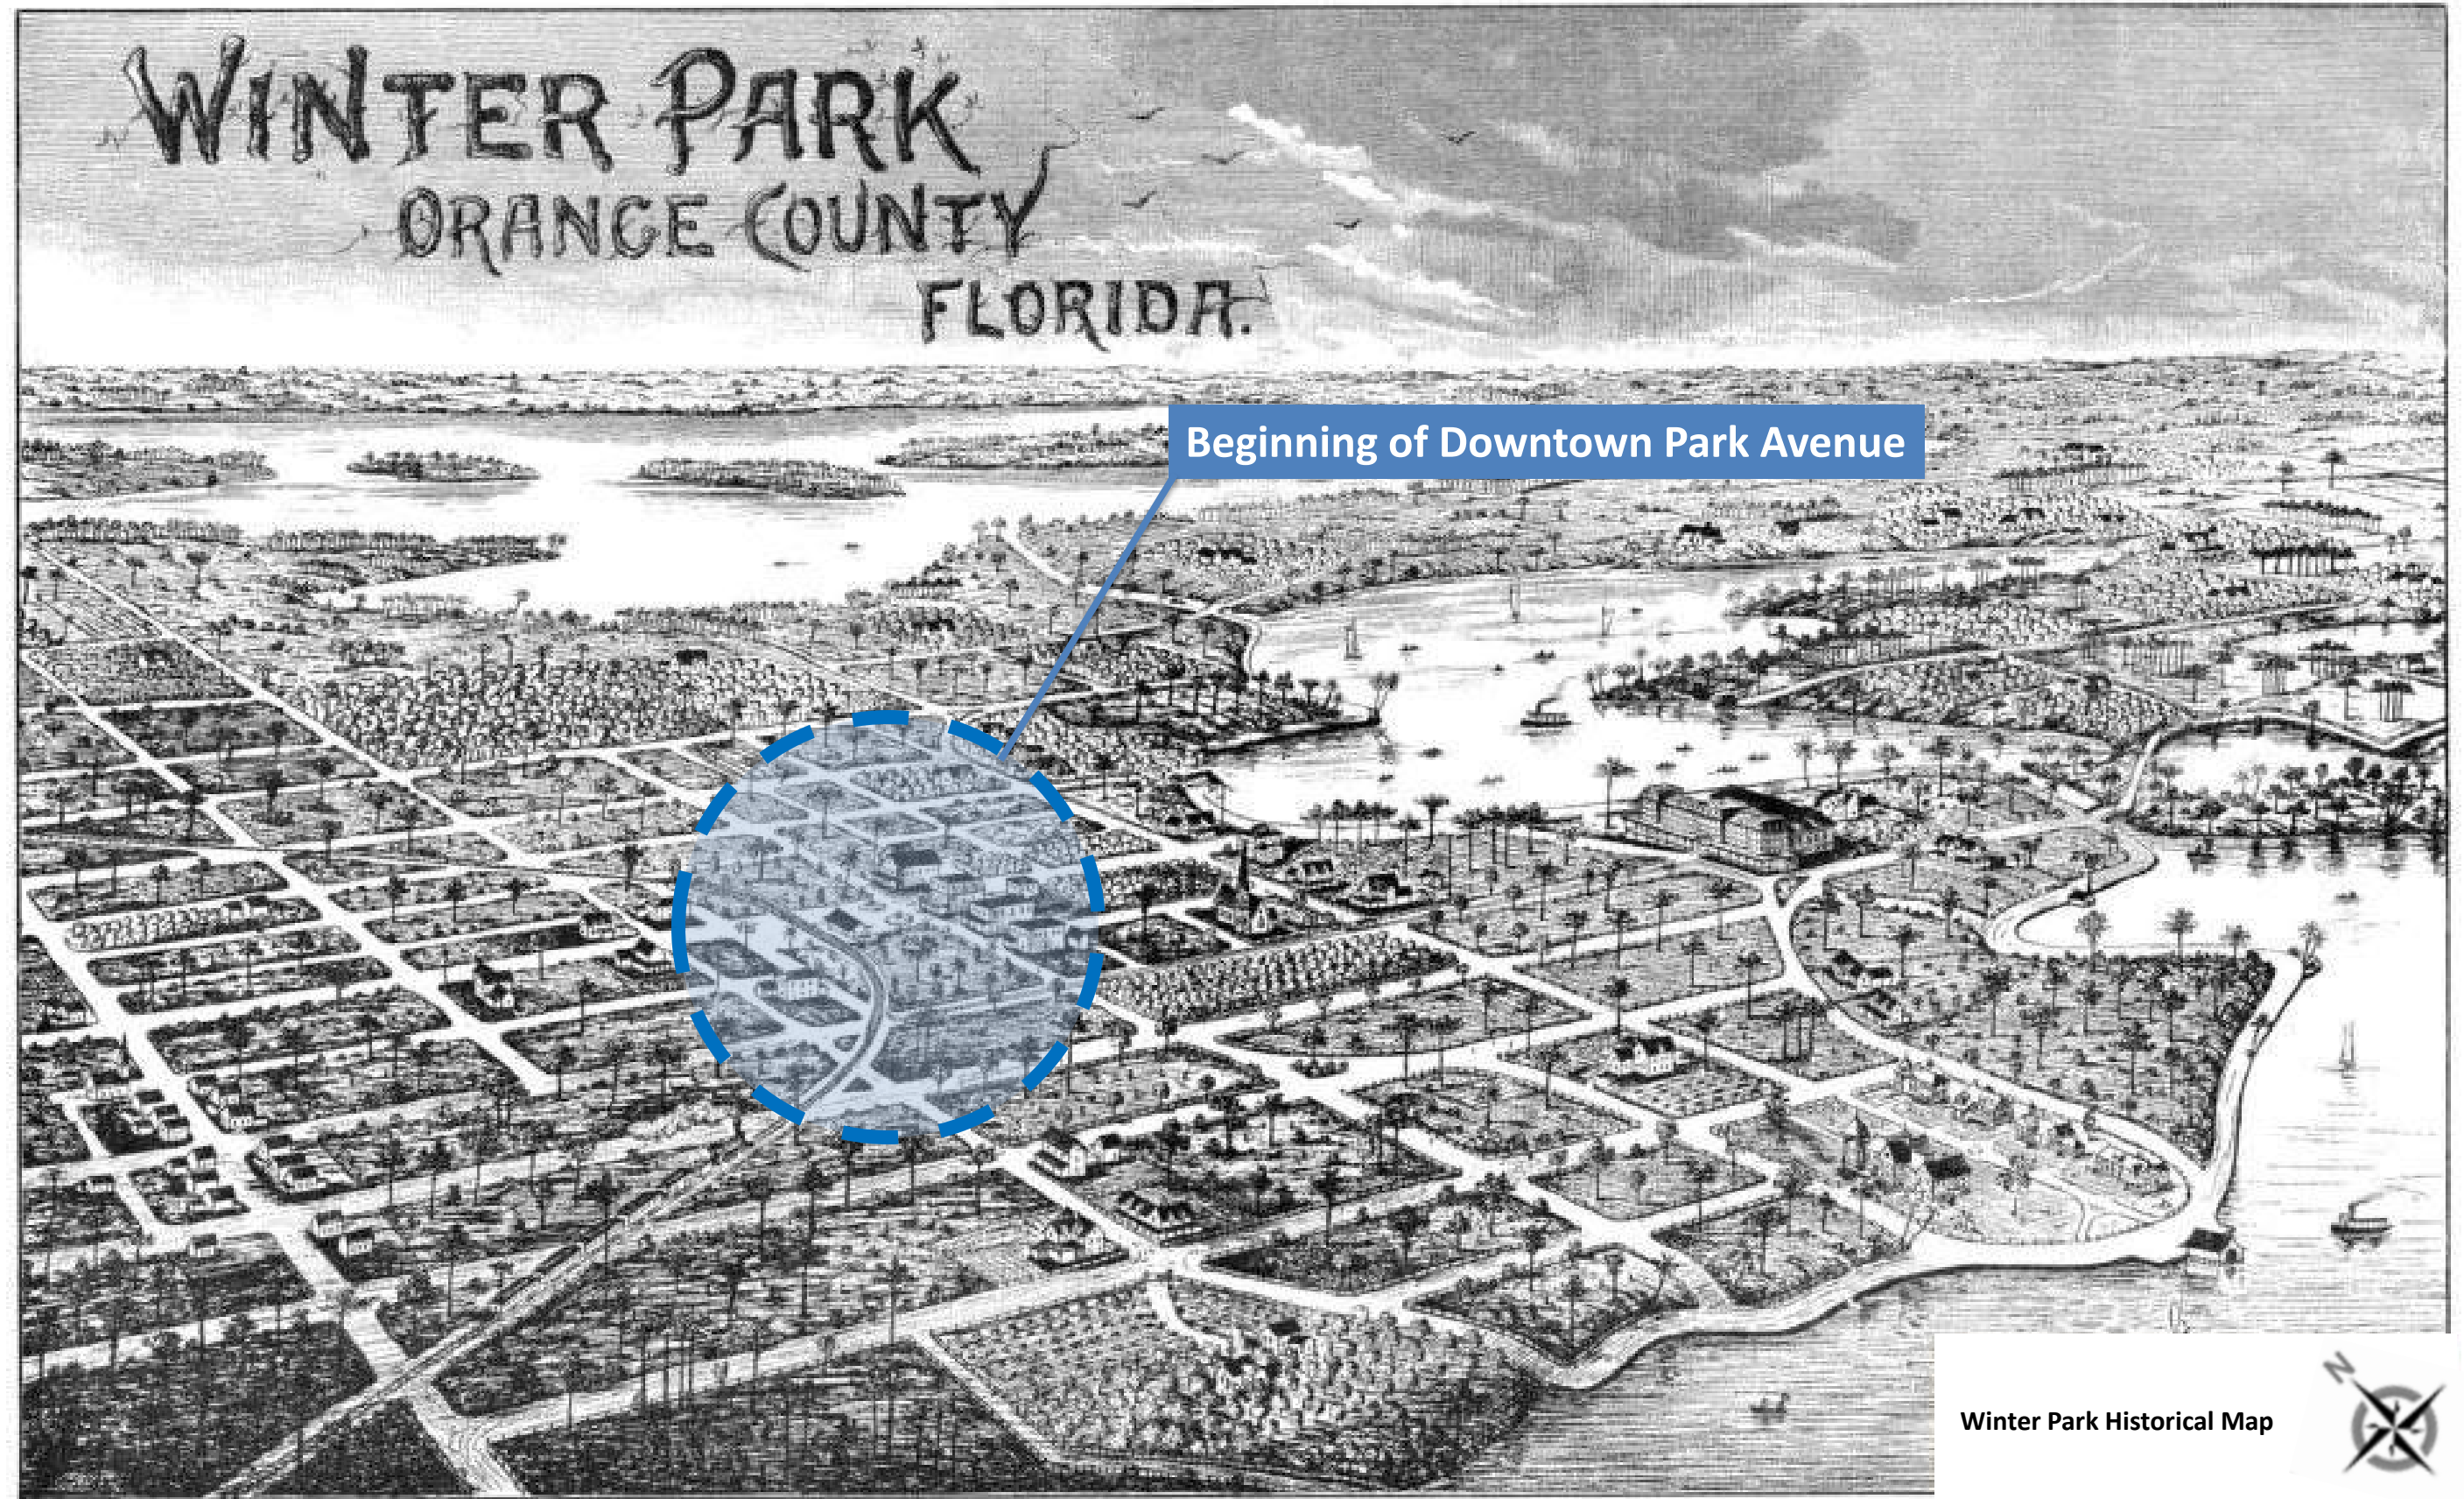 WINTER PARK
ORANGE COUNTY
FLORIDA.
Beginning of Downtown Park Avenue
Winter Park Historical Map
N